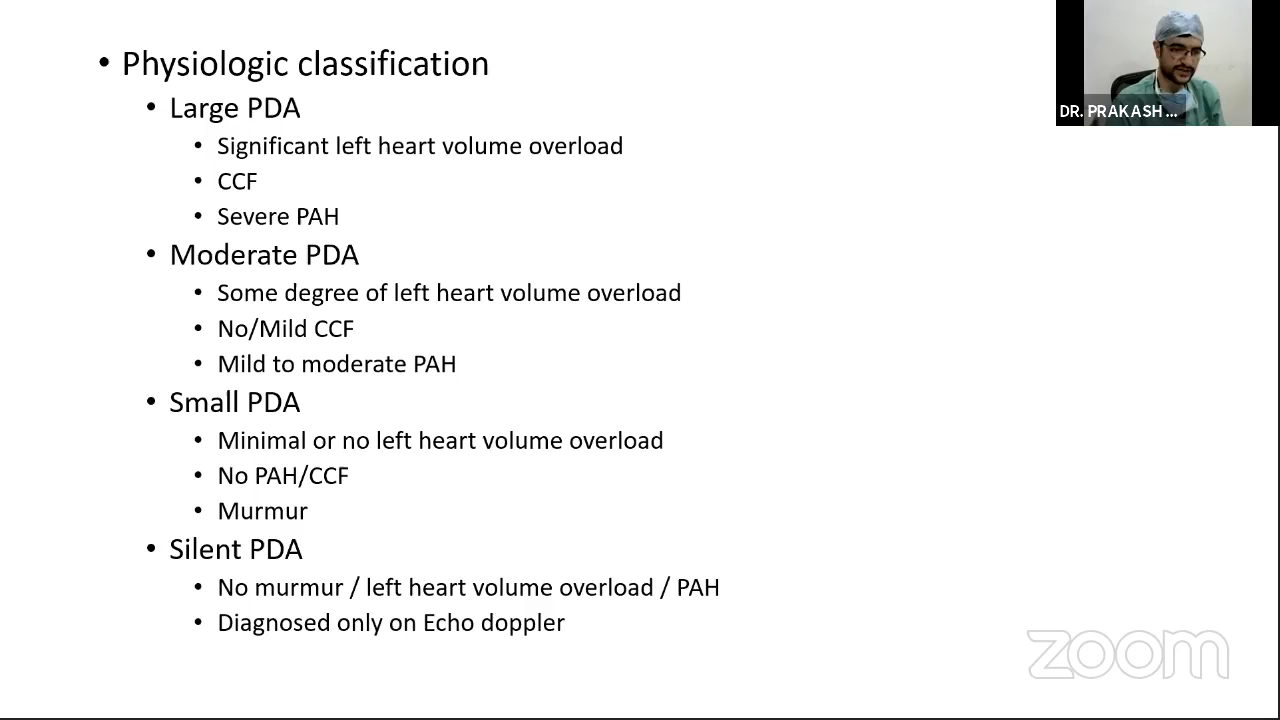 • Physiologic classification
• Large PDA
• Significant left heart volume overload
• CCF
• Severe PAH
• Moderate PDA
• Some degree of left heart volume overload
• No/Mild CCF
• Mild to moderate PAH
• Small PDA
• Minimal or no left heart volume overload
• No PAH/CCF
• Murmur
• Silent PDA
• No murmur / left heart volume overload / PAH
• Diagnosed only on Echo doppler
DR. PRAKASH ...
zoom